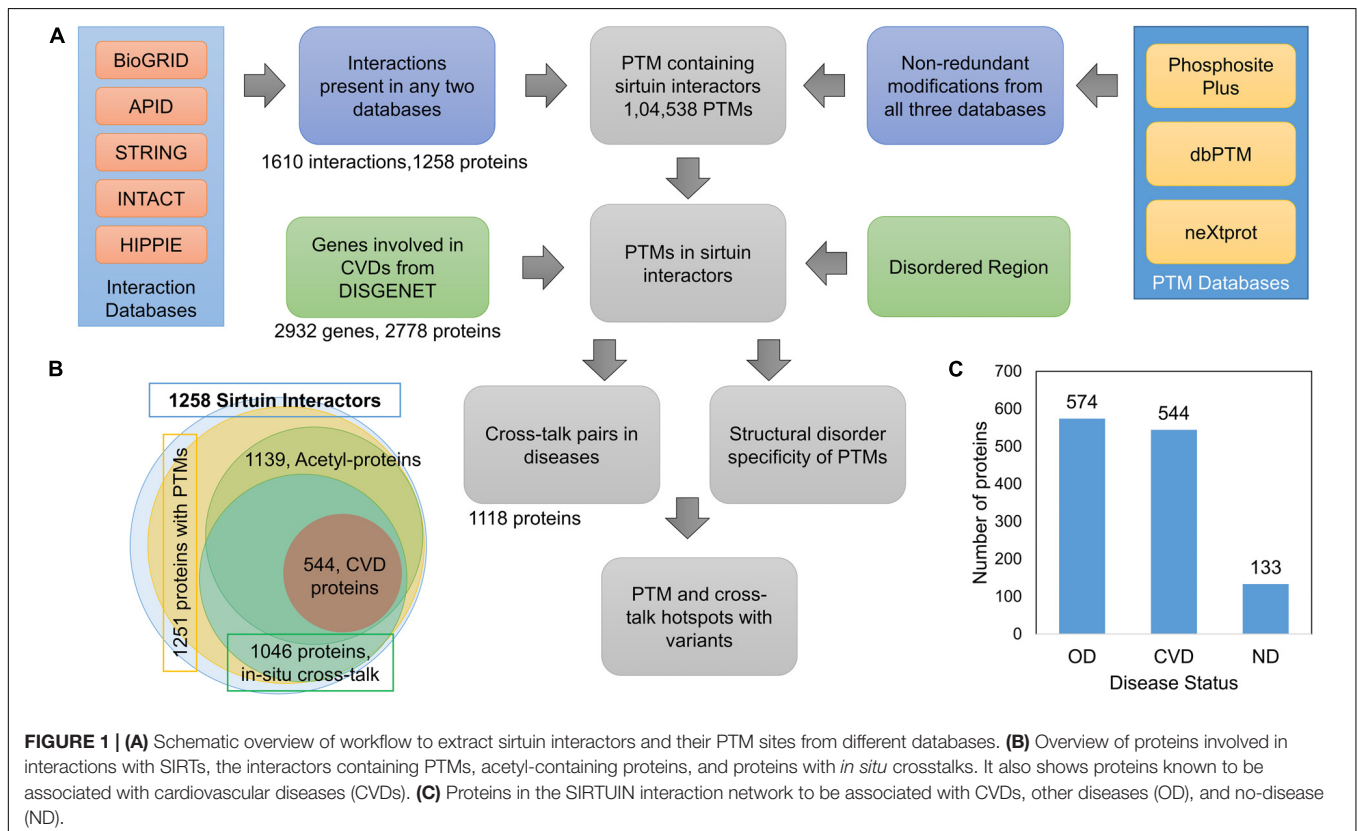 A
BioGRID
APID
STRING
INTACT
HIPPIE
Interaction
Databases
Interactions
present in any two
databases
1610 interactions,1258 proteins
PTM containing
sirtuin interactors
1,04,538 PTMs
Non-redundant
modifications from
all three databases
Phosphosite
Plus
dbPTM
neXtprot
PTM Databases
Genes involved in
CVDs from
DISGENET
2932 genes, 2778 proteins
PTMs in sirtuin
interactors
Disordered Region
Cross-talk pairs in
diseases
1118 proteins
Structural disorder
specificity of PTMs
PTM and cross-
talk hotspots with
variants
B
1258 Sirtuin Interactors
1251 proteins with PTMs
1139, Acetyl-proteins
544, CVD
proteins
1046 proteins,
in-situ cross-talk
C
Number of proteins
700
600
500
400
300
200
100
0
574
544
133
OD
CVD
ND
Disease Status
FIGURE 1 | (A) Schematic overview of workflow to extract sirtuin interactors and their PTM sites from different databases. (B) Overview of proteins involved in
interactions with SIRTs, the interactors containing PTMs, acetyl-containing proteins, and proteins with in situ crosstalks. It also shows proteins known to be
associated with cardiovascular diseases (CVDs). (C) Proteins in the SIRTUIN interaction network to be associated with CVDs, other diseases (OD), and no-disease
(ND).